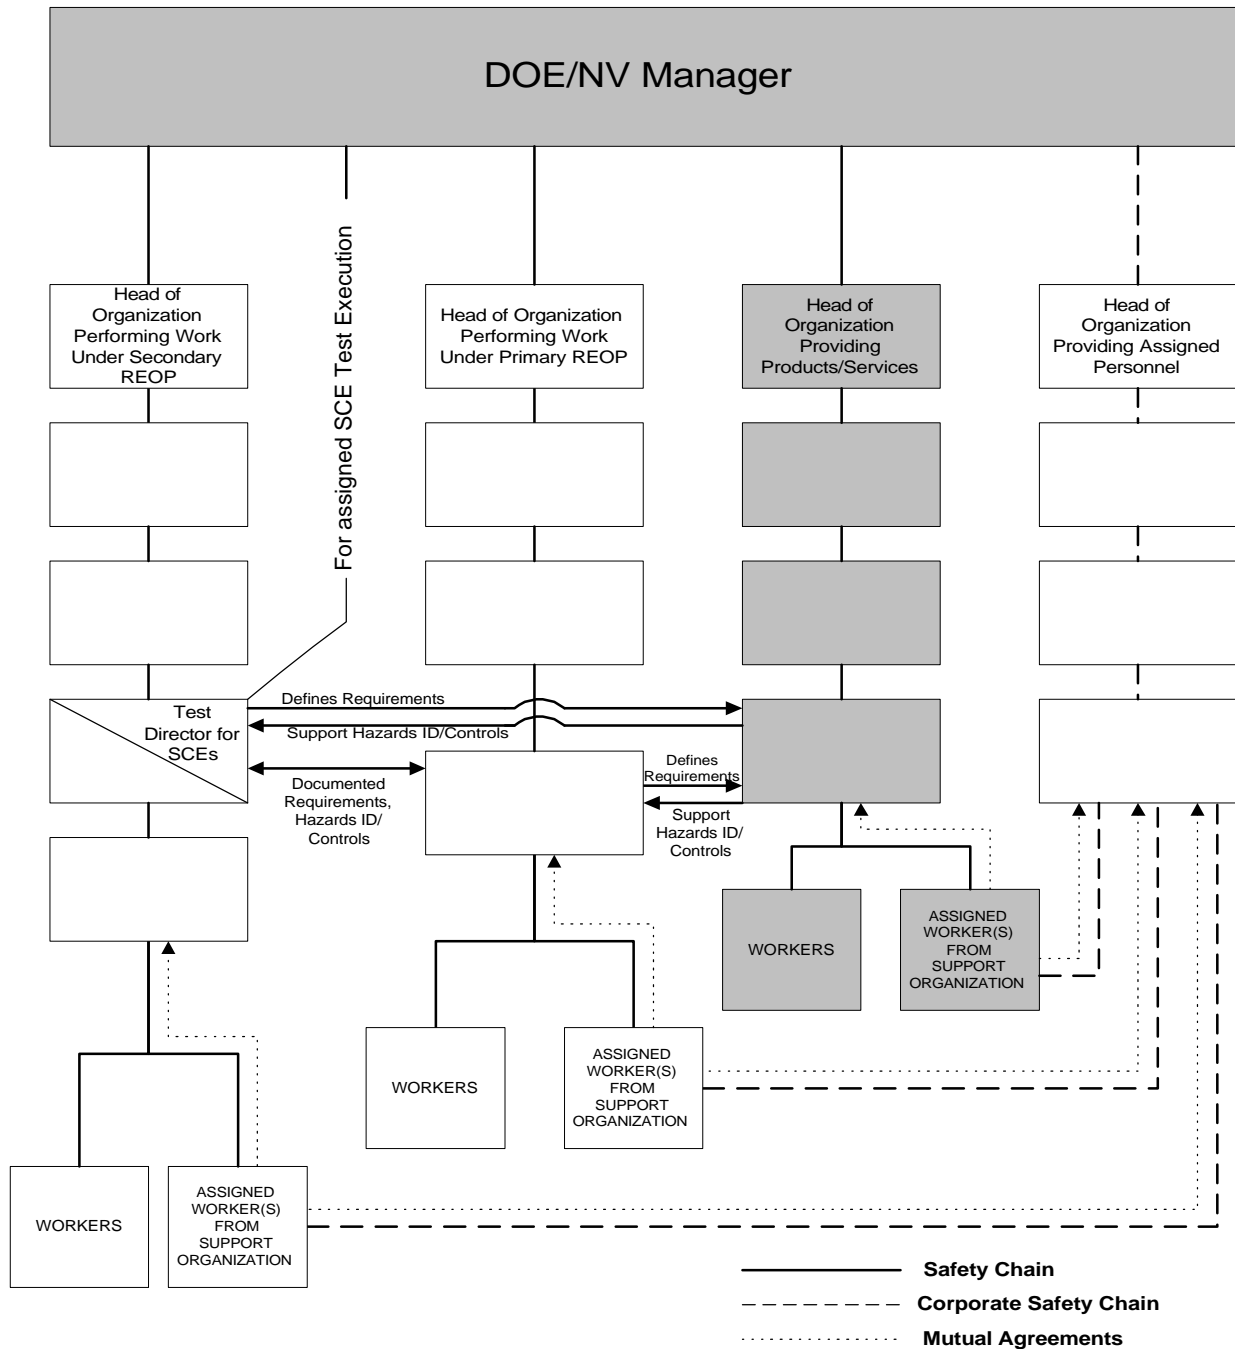 DOE/NV Manager
For assigned SCE Test Execution
Head of
Organization
Performing Work
Under Secondary
REOP
Head of Organization
Performing Work
Under Primary REOP
Head of
Organization
Providing
Products/Services
Head of
Organization
Providing Assigned
Personnel
Test
Director for
SCEs
Defines Requirements
Support Hazards ID/Controls
Documented
Requirements,
Hazards ID/
Controls
Defines
Requirements
Support
Hazards ID/
Controls
WORKERS
ASSIGNED
WORKER(S)
FROM
SUPPORT
ORGANIZATION
WORKERS
ASSIGNED
WORKER(S)
FROM
SUPPORT
ORGANIZATION
WORKERS
ASSIGNED
WORKER(S)
FROM
SUPPORT
ORGANIZATION
Safety Chain
Corporate Safety Chain
Mutual Agreements